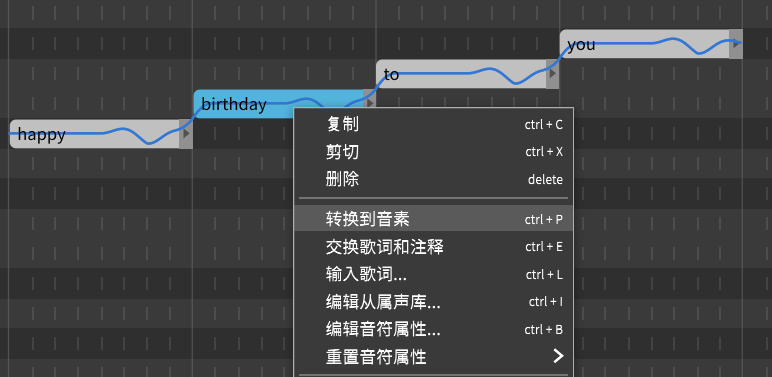 you
to
birthday
happy
复制 ctrl + C
剪切 ctrl + X
删除 delete
转换到音素 ctrl + P
交换歌词和注释 ctrl + E
输入歌词... ctrl + L
编辑从属声库... ctrl + I
编辑音符属性... ctrl + B
重置音符属性